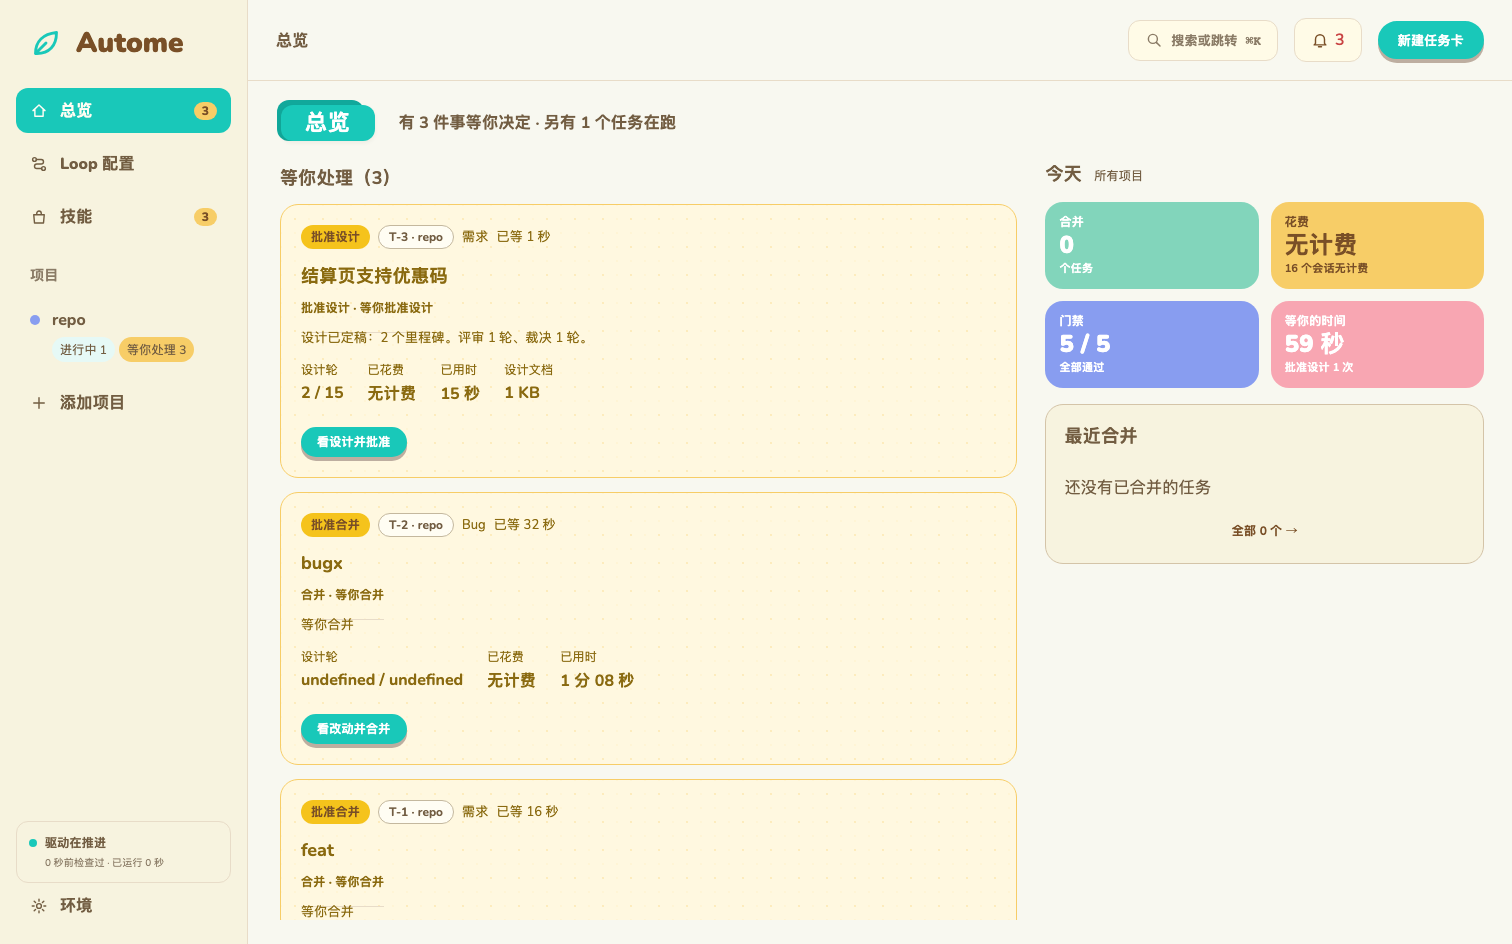 Autome
总览 3
Loop 配置
技能 3
项目
repo
进行中 1 等你处理 3
添加项目
驱动在推进
0 秒前检查过 · 已运行 0 秒
环境
总览
搜索或跳转 ⌘K
3
新建任务卡
总览
有 3 件事等你决定 · 另有 1 个任务在跑
等你处理（3）
批准设计 T-3 · repo 需求 已等 1 秒
结算页支持优惠码
批准设计 · 等你批准设计
设计已定稿：2 个里程碑。评审 1 轮、裁决 1 轮。
设计轮 已花费 已用时 设计文档
2 / 15 无计费 15 秒 1 KB
看设计并批准
批准合并 T-2 · repo Bug 已等 32 秒
bugx
合并 · 等你合并
等你合并
设计轮 已花费 已用时
undefined / undefined 无计费 1 分 08 秒
看改动并合并
批准合并 T-1 · repo 需求 已等 16 秒
feat
合并 · 等你合并
等你合并
今天 所有项目
合并
0
个任务
花费
无计费
16 个会话无计费
门禁
5 / 5
全部通过
等你的时间
59 秒
批准设计 1 次
最近合并
还没有已合并的任务
全部 0 个 →